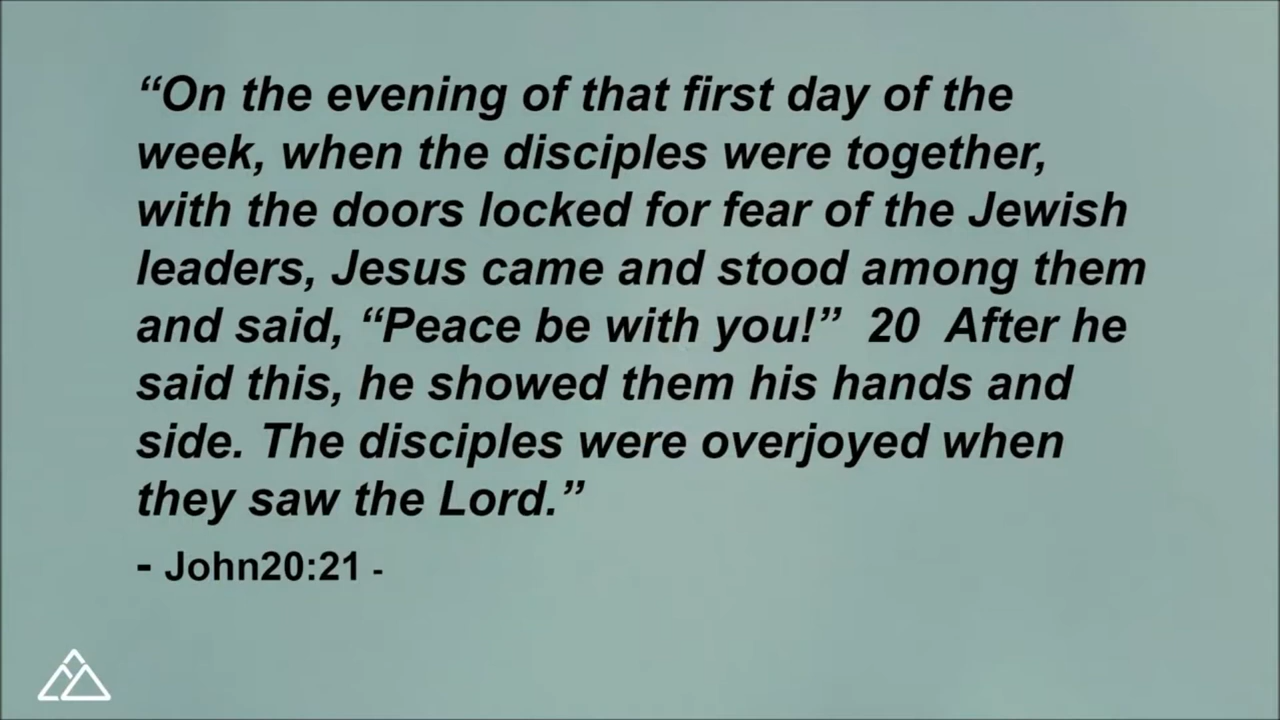 “On the evening of that first day of the
week, when the disciples were together,
with the doors locked for fear of the Jewish
leaders, Jesus came and stood among them
and said, “Peace be with you!”  20  After he
said this, he showed them his hands and
side. The disciples were overjoyed when
they saw the Lord.”
- John20:21 -